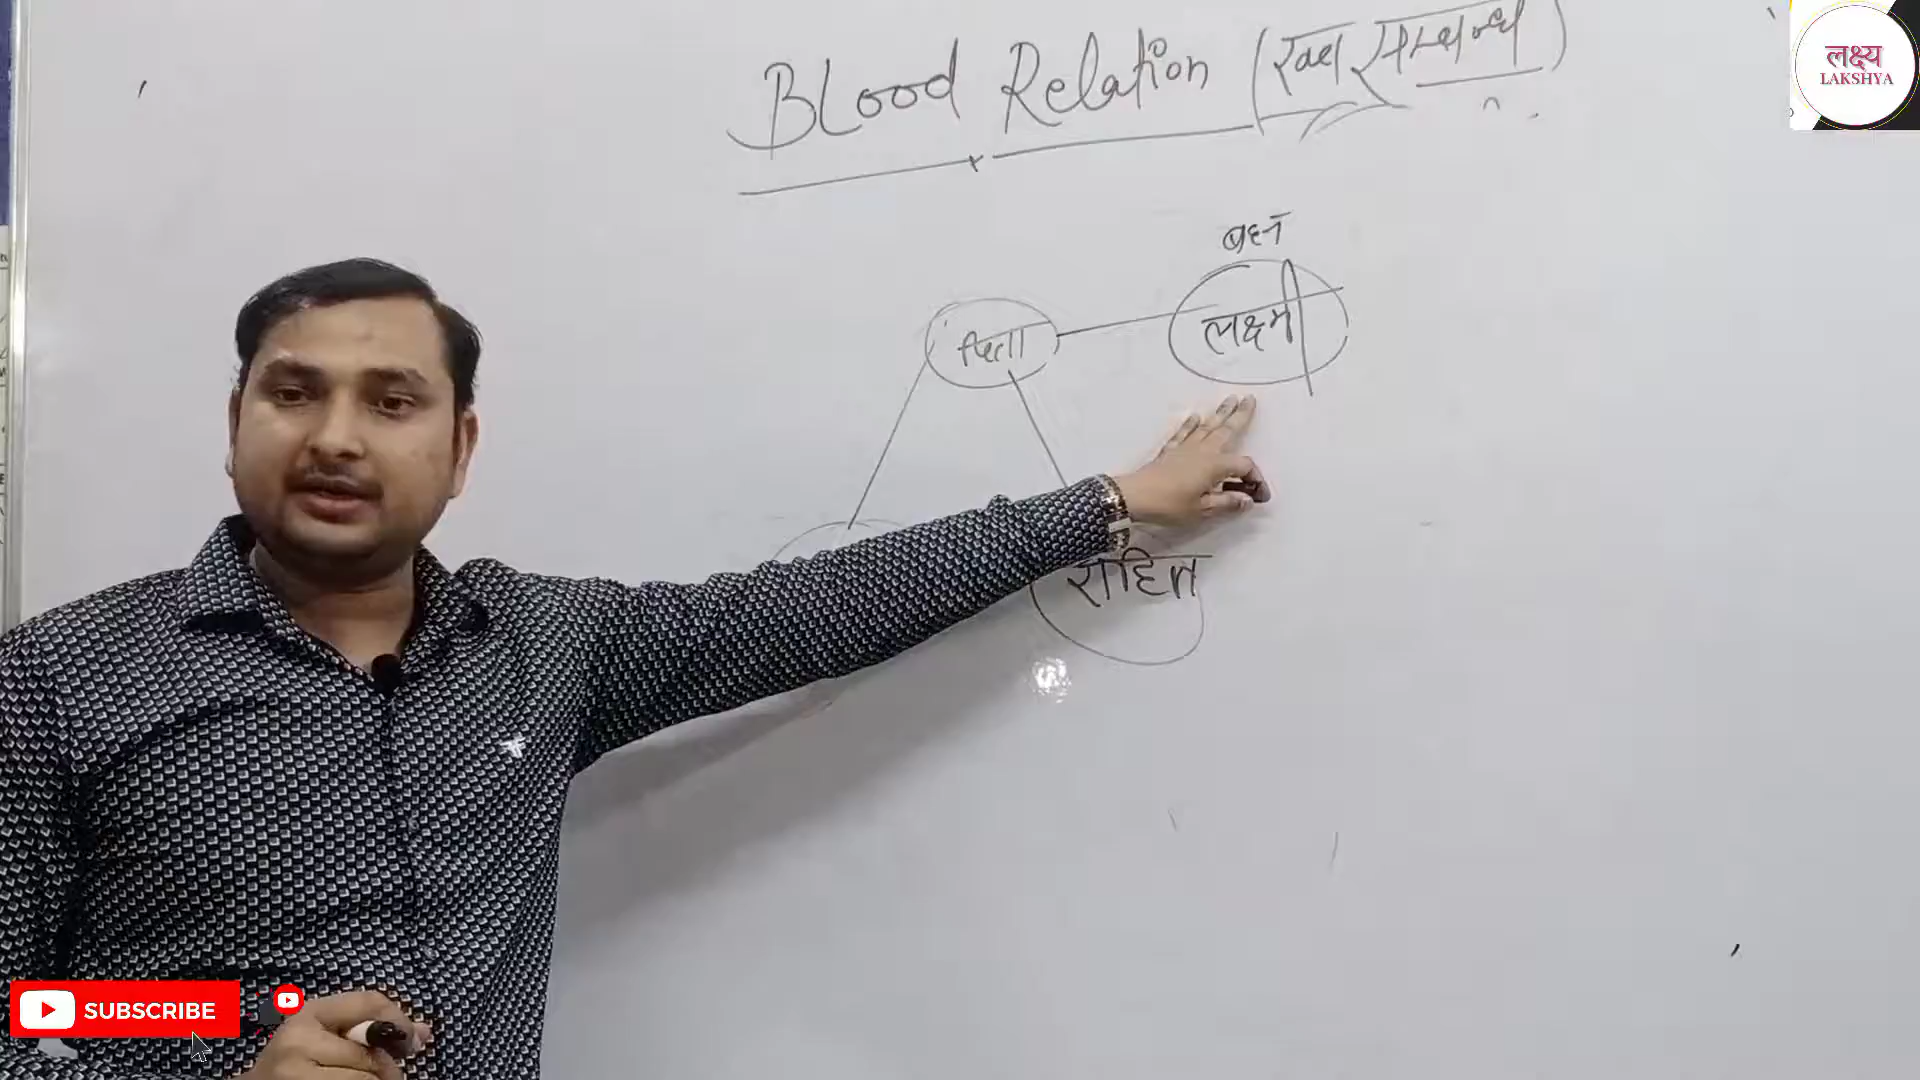 Blood Relation (रक्त सम्बन्ध)
लक्ष्य
LAKSHYA
बहन
पिता
लक्ष्मी
रोहित
SUBSCRIBE